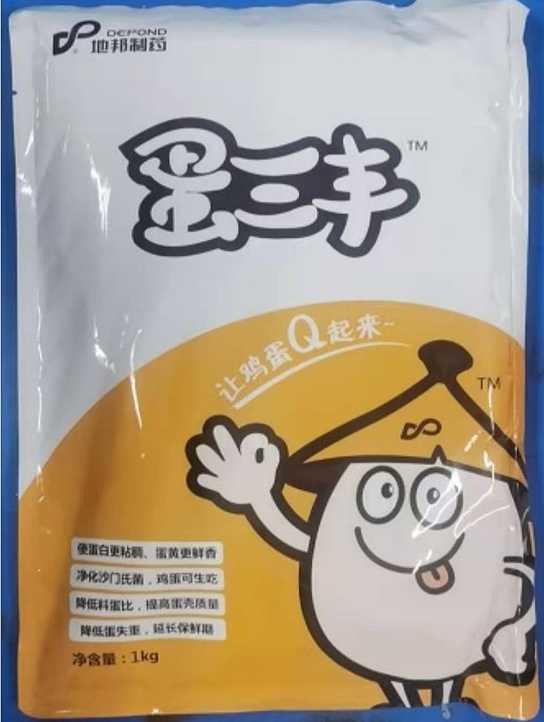 DEPOND
地邦制药
蛋三丰 TM
让鸡蛋Q起来~
TM
使蛋白更粘稠、蛋黄更鲜香
净化沙门氏菌，鸡蛋可生吃
降低料蛋比，提高蛋壳质量
降低蛋失重，延长保鲜期
净含量：1kg